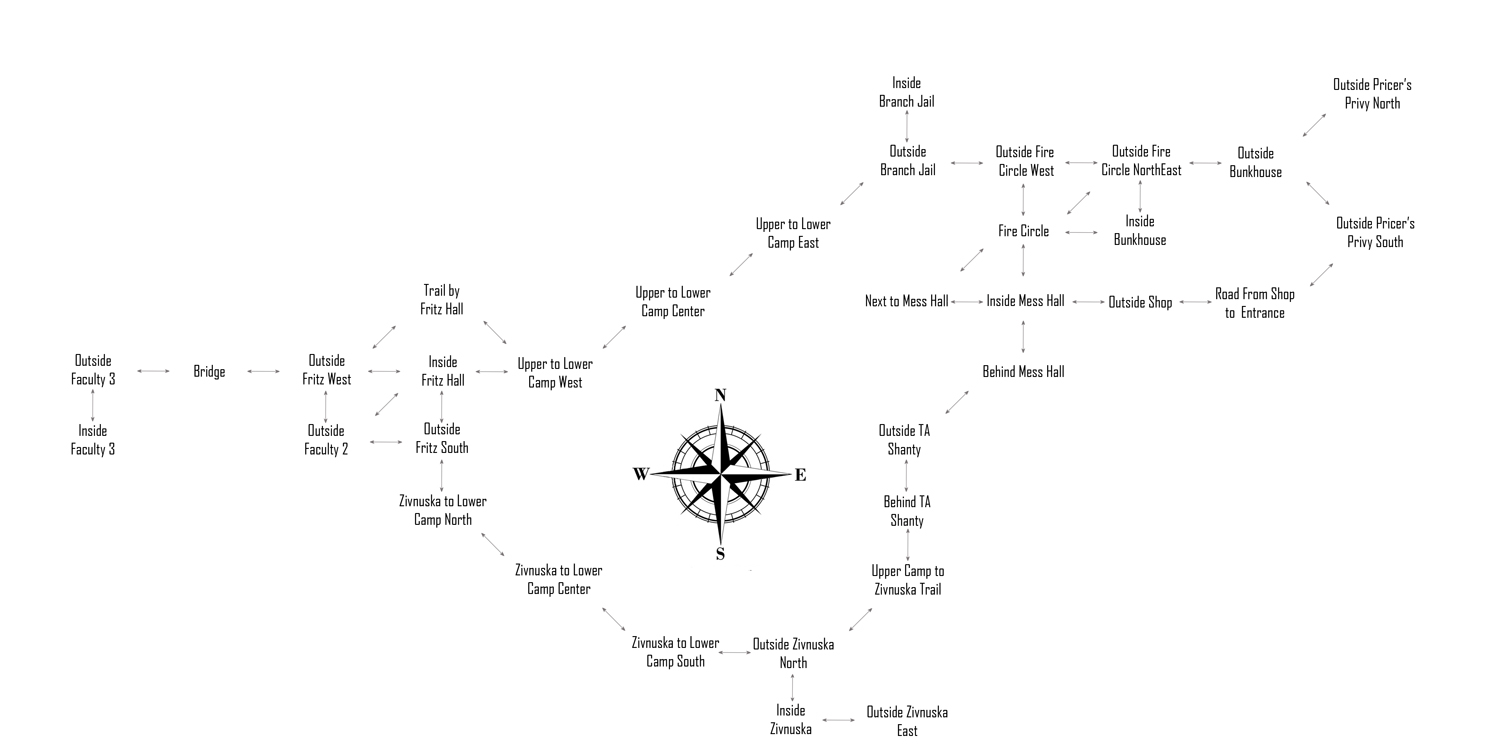 Inside
Branch Jail
Outside Pricer's
Privy North
Outside
Branch Jail
Outside Fire
Circle West
Outside Fire
Circle NorthEast
Outside
Bunkhouse
Upper to Lower
Camp East
Fire Circle
Inside
Bunkhouse
Outside Pricer's
Privy South
Trail by
Fritz Hall
Upper to Lower
Camp Center
Next to Mess Hall
Inside Mess Hall
Outside Shop
Road From Shop
to Entrance
Outside
Faculty 3
Bridge
Outside
Fritz West
Inside
Fritz Hall
Upper to Lower
Camp West
Behind Mess Hall
N
Inside
Faculty 3
Outside
Faculty 2
Outside
Fritz South
Outside TA
Shanty
W
E
Zivnuska to Lower
Camp North
Behind TA
Shanty
S
Zivnuska to Lower
Camp Center
Upper Camp to
Zivnuska Trail
Zivnuska to Lower
Camp South
Outside Zivnuska
North
Inside
Zivnuska
Outside Zivnuska
East